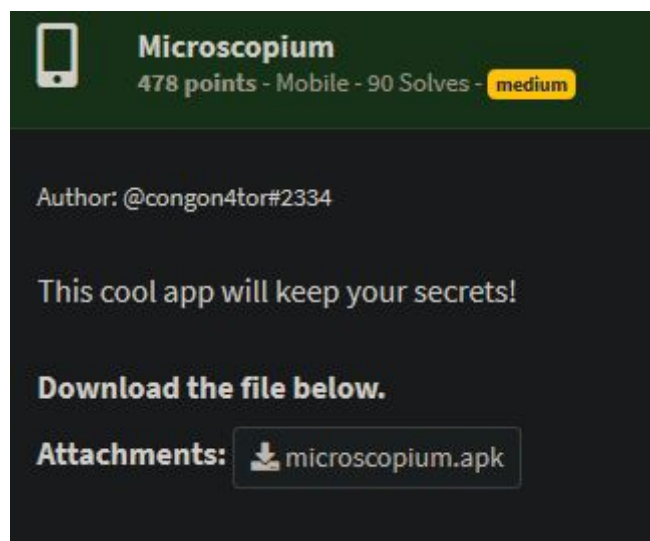 Microscopium
478 points - Mobile - 90 Solves - medium
Author: @congon4tor#2334
This cool app will keep your secrets!
Download the file below.
Attachments: microscopium.apk